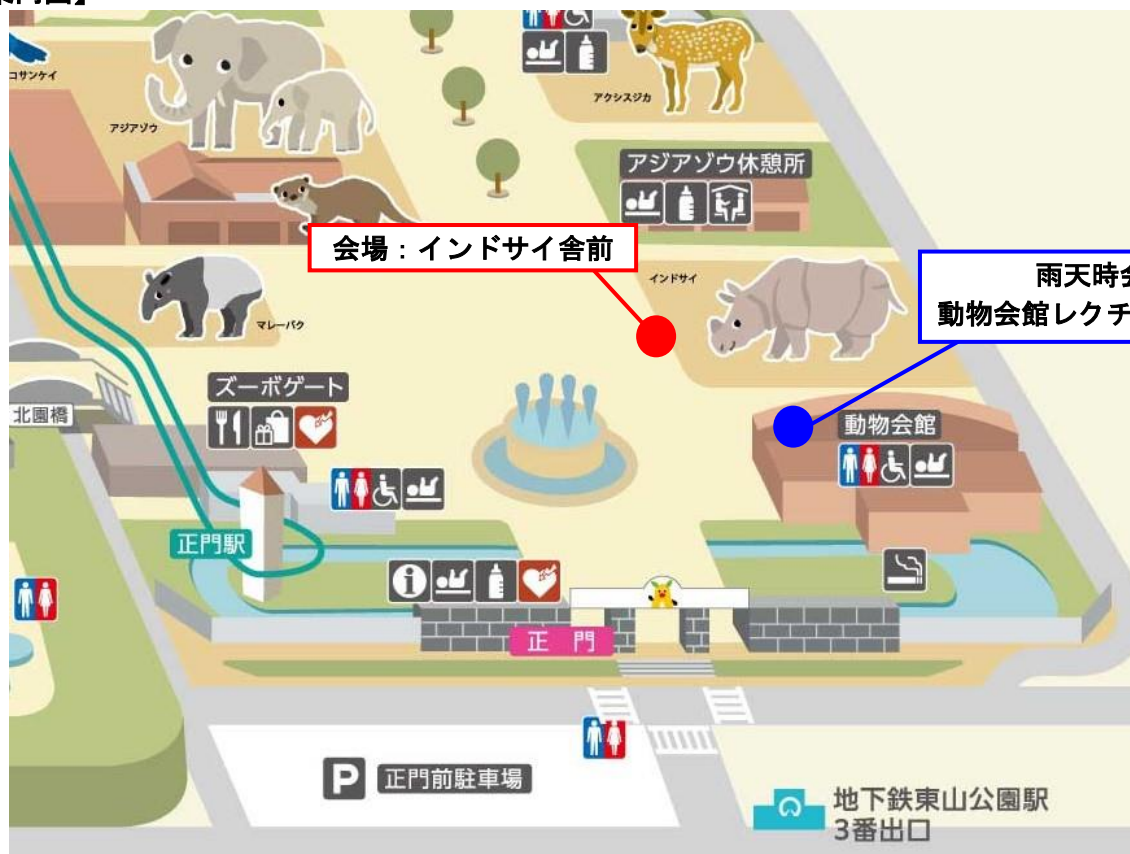 コサンケイ
アジアゾウ
アクシスジカ
アジアゾウ休憩所
会場：インドサイ舎前
インドサイ
雨天時会
動物会館レクチ
マレーバク
ズーボゲート
北園橋
動物会館
正門駅
正門
P 正門前駐車場
地下鉄東山公園駅
3番出口